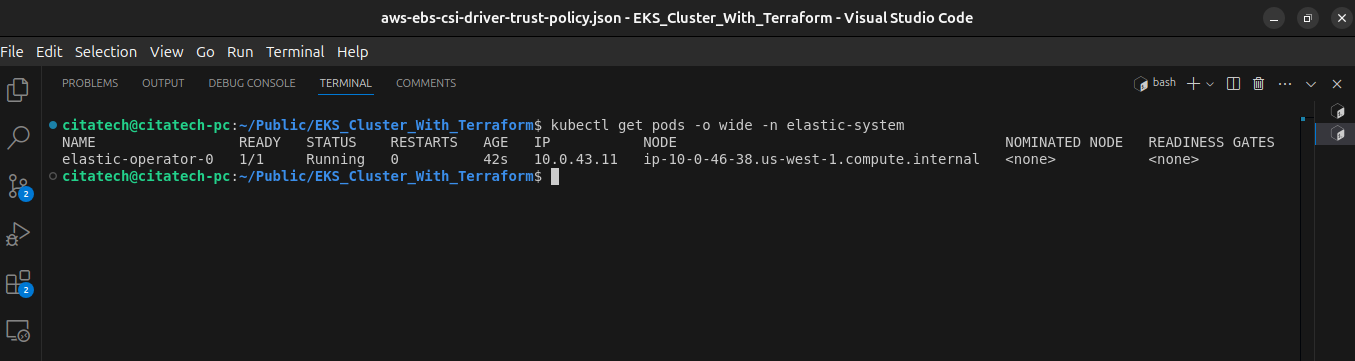 aws-ebs-csi-driver-trust-policy.json - EKS_Cluster_With_Terraform - Visual Studio Code
File Edit Selection View Go Run Terminal Help
PROBLEMS OUTPUT DEBUG CONSOLE TERMINAL COMMENTS bash
citatech@citatech-pc:~/Public/EKS_Cluster_With_Terraform$ kubectl get pods -o wide -n elastic-system
NAME READY STATUS RESTARTS AGE IP NODE NOMINATED NODE READINESS GATES
elastic-operator-0 1/1 Running 0 42s 10.0.43.11 ip-10-0-46-38.us-west-1.compute.internal <none> <none>
citatech@citatech-pc:~/Public/EKS_Cluster_With_Terraform$
2
2